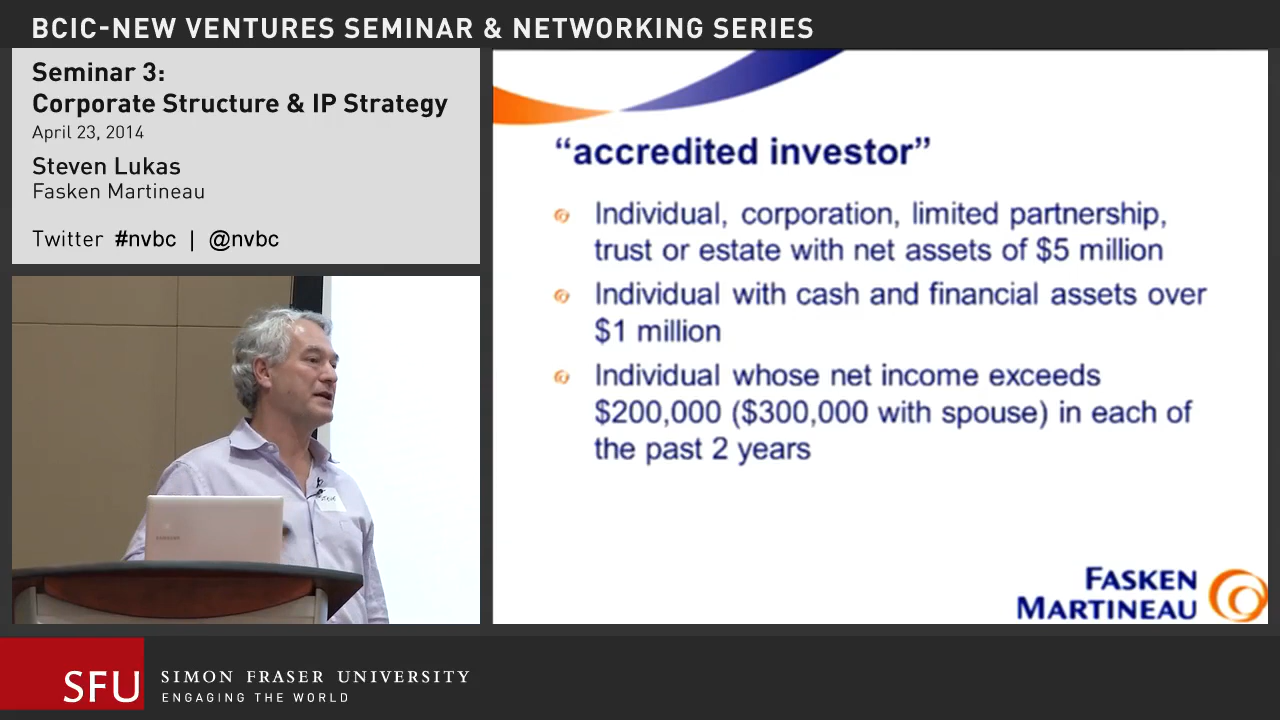 BCIC-NEW VENTURES SEMINAR & NETWORKING SERIES
Seminar 3:
Corporate Structure & IP Strategy
April 23, 2014
Steven Lukas
Fasken Martineau
Twitter #nvbc | @nvbc
“accredited investor”
Individual, corporation, limited partnership,
trust or estate with net assets of $5 million
Individual with cash and financial assets over
$1 million
Individual whose net income exceeds
$200,000 ($300,000 with spouse) in each of
the past 2 years
FASKEN
MARTINEAU
SAMSUNG
SFU
SIMON FRASER UNIVERSITY
ENGAGING THE WORLD